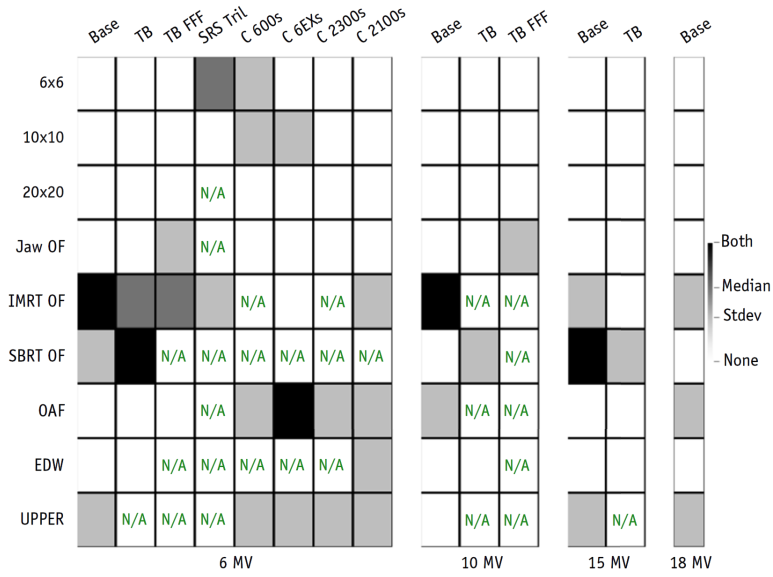 Base TB TB FFF SRS Tril C 600s C 6EXs C 2300s C 2100s Base TB TB FFF Base TB Base
6x6
10x10
20x20 N/A
Jaw OF N/A
Both
IMRT OF N/A N/A N/A N/A
Median
Stdev
SBRT OF N/A N/A N/A N/A N/A N/A N/A
None
OAF N/A N/A N/A
EDW N/A N/A N/A N/A N/A N/A
UPPER N/A N/A N/A N/A N/A N/A
6 MV 10 MV 15 MV 18 MV